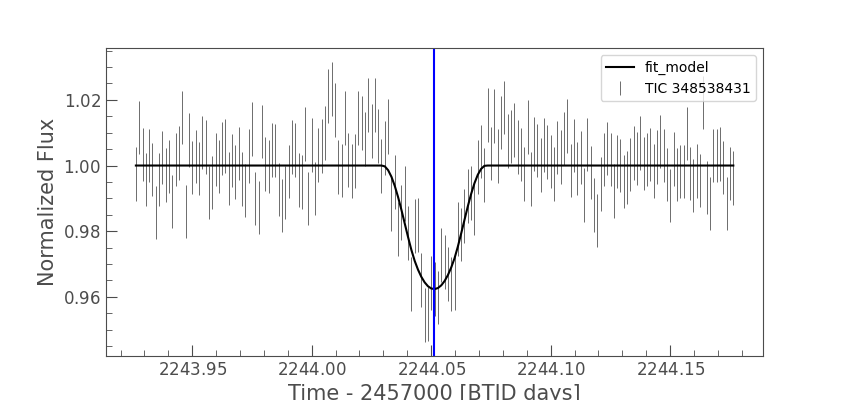 fit_model
TIC 348538431
Normalized Flux
1.02
1.00
0.98
0.96
2243.95 2244.00 2244.05 2244.10 2244.15
Time - 2457000 [BTJD days]